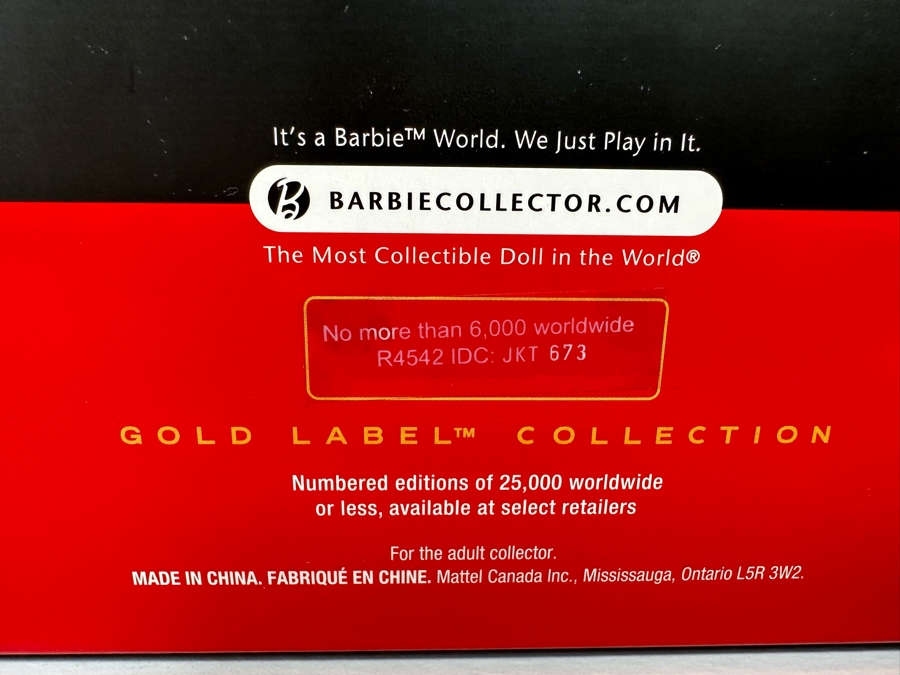 It's a Barbie™ World. We Just Play in It.
B BARBIECOLLECTOR.COM
The Most Collectible Doll in the World®
No more than 6,000 worldwide
R4542 IDC: JKT 673
GOLD LABEL™ COLLECTION
Numbered editions of 25,000 worldwide
or less, available at select retailers
For the adult collector.
MADE IN CHINA. FABRIQUÉ EN CHINE. Mattel Canada Inc., Mississauga, Ontario L5R 3W2.